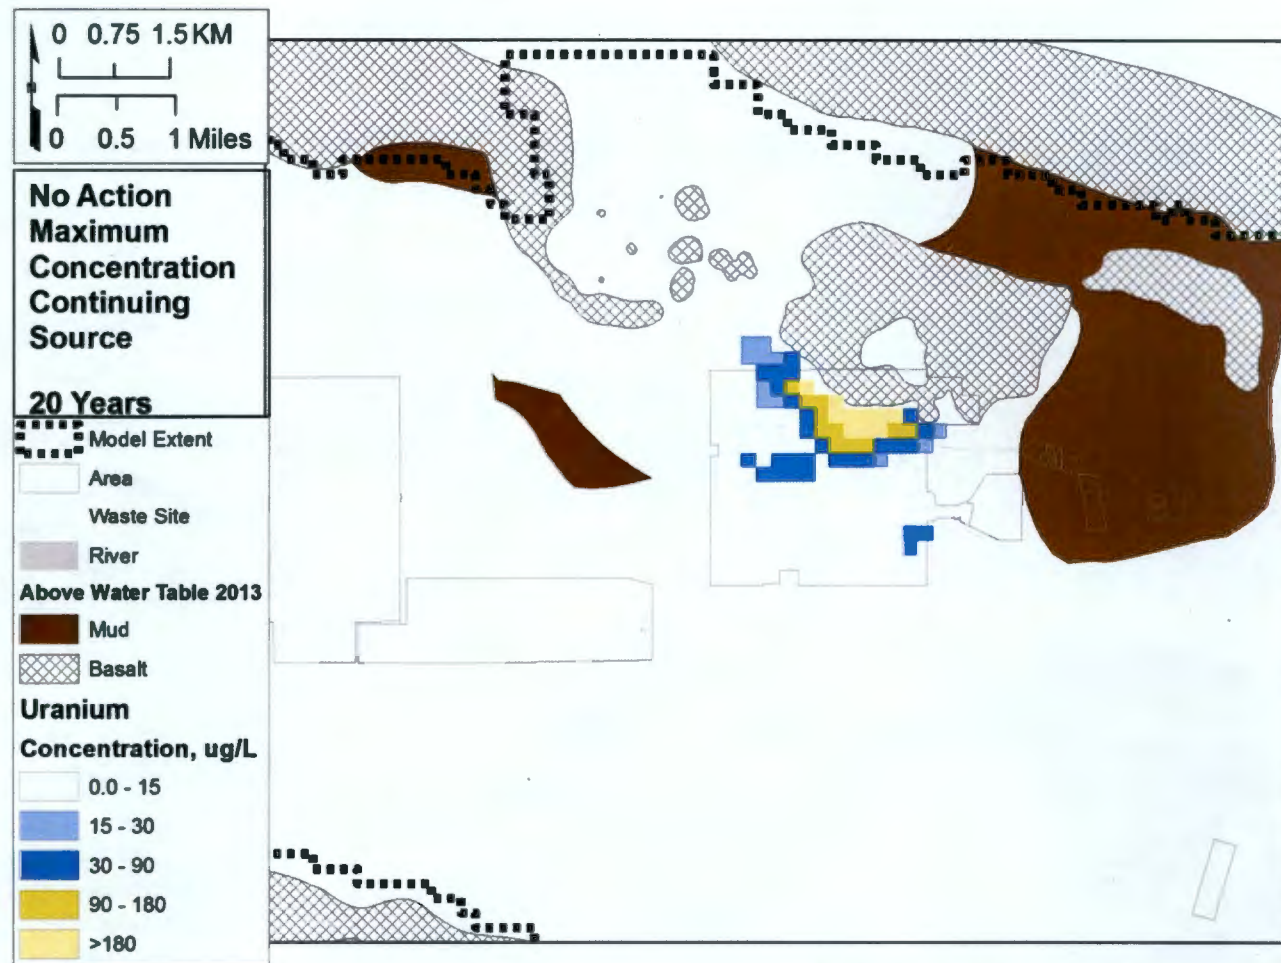 0 0.75 1.5 KM
0 0.5 1 Miles
No Action
Maximum
Concentration
Continuing
Source
20 Years
Model Extent
Area
Waste Site
River
Above Water Table 2013
Mud
Basalt
Uranium
Concentration, ug/L
0.0 - 15
15 - 30
30 - 90
90 - 180
>180